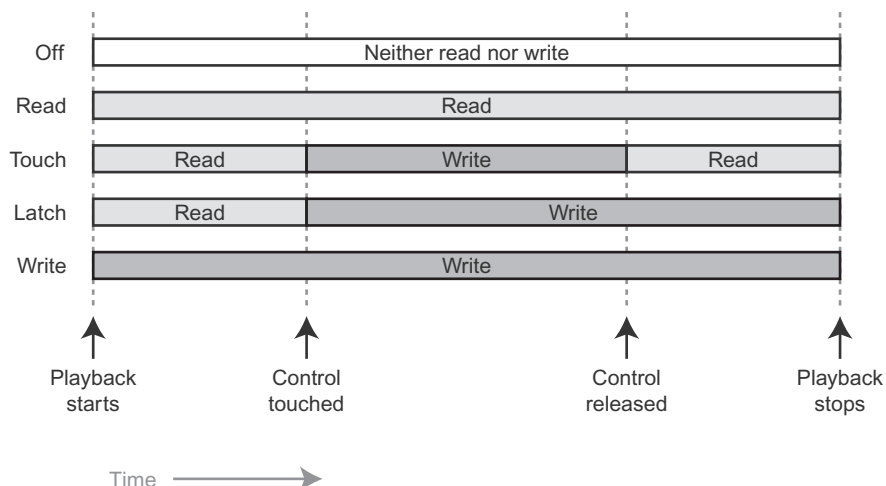 Off
Neither read nor write
Read
Read
Touch
Read
Write
Read
Latch
Read
Write
Write
Write
Playback
starts
Control
touched
Control
released
Playback
stops
Time